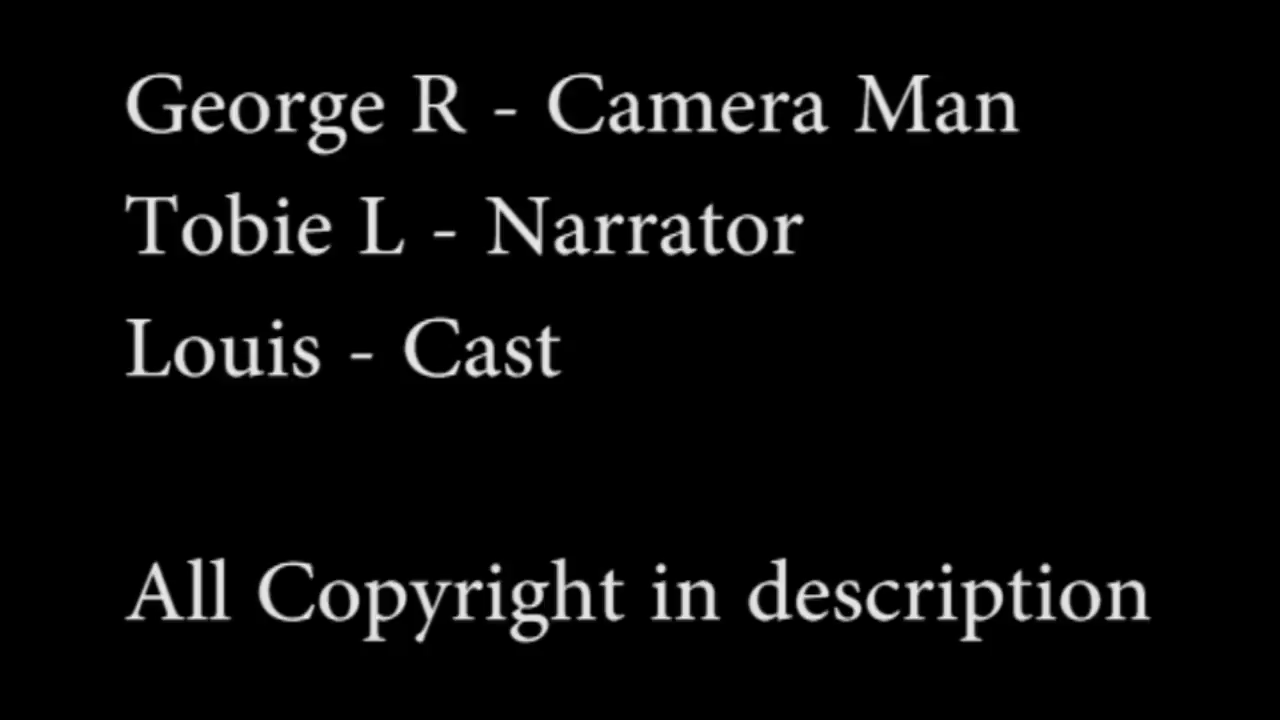 George R - Camera Man
Tobie L - Narrator
Louis - Cast
All Copyright in description